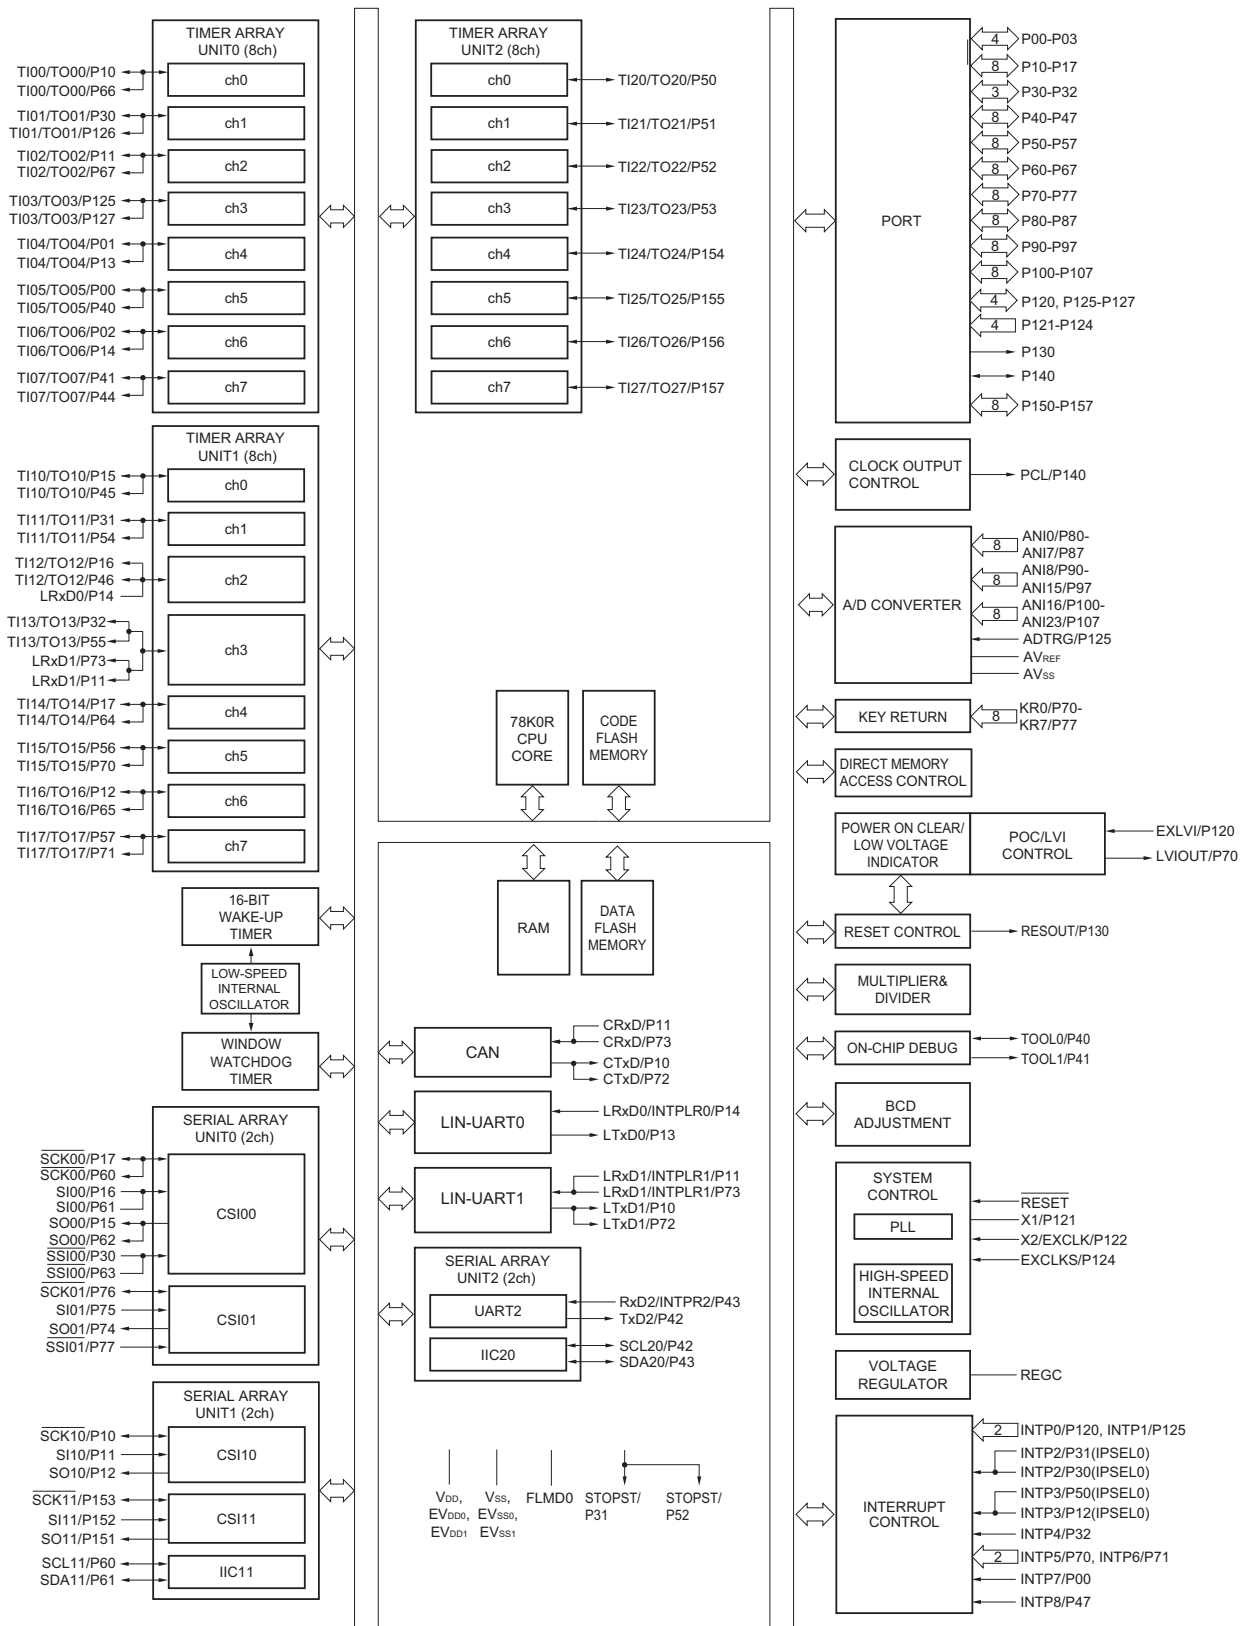 TIMER ARRAY
UNIT0 (8ch)
TI00/TO00/P10
TI00/TO00/P66
ch0
TI01/TO01/P30
TI01/TO01/P126
ch1
TI02/TO02/P11
TI02/TO02/P67
ch2
TI03/TO03/P125
TI03/TO03/P127
ch3
TI04/TO04/P01
TI04/TO04/P13
ch4
TI05/TO05/P00
TI05/TO05/P40
ch5
TI06/TO06/P02
TI06/TO06/P14
ch6
TI07/TO07/P41
TI07/TO07/P44
ch7
TIMER ARRAY
UNIT1 (8ch)
TI10/TO10/P15
TI10/TO10/P45
ch0
TI11/TO11/P31
TI11/TO11/P54
ch1
TI12/TO12/P16
TI12/TO12/P46
LRxD0/P14
ch2
TI13/TO13/P32
TI13/TO13/P55
LRxD1/P73
LRxD1/P11
ch3
TI14/TO14/P17
TI14/TO14/P64
ch4
TI15/TO15/P56
TI15/TO15/P70
ch5
TI16/TO16/P12
TI16/TO16/P65
ch6
TI17/TO17/P57
TI17/TO17/P71
ch7
16-BIT
WAKE-UP
TIMER
LOW-SPEED
INTERNAL
OSCILLATOR
WINDOW
WATCHDOG
TIMER
SERIAL ARRAY
UNIT0 (2ch)
SCK00/P17
SCK00/P60
SI00/P16
SI00/P61
SO00/P15
SO00/P62
SSI00/P30
SSI00/P63
CSI00
SCK01/P76
SI01/P75
SO01/P74
SSI01/P77
CSI01
SERIAL ARRAY
UNIT1 (2ch)
SCK10/P10
SI10/P11
SO10/P12
CSI10
SCK11/P153
SI11/P152
SO11/P151
CSI11
SCL11/P60
SDA11/P61
IIC11
TIMER ARRAY
UNIT2 (8ch)
ch0
TI20/TO20/P50
ch1
TI21/TO21/P51
ch2
TI22/TO22/P52
ch3
TI23/TO23/P53
ch4
TI24/TO24/P154
ch5
TI25/TO25/P155
ch6
TI26/TO26/P156
ch7
TI27/TO27/P157
78K0R
CPU
CORE
CODE
FLASH
MEMORY
RAM
DATA
FLASH
MEMORY
CAN
CRxD/P11
CRxD/P73
CTxD/P10
CTxD/P72
LIN-UART0
LRxD0/INTPLR0/P14
LTxD0/P13
LIN-UART1
LRxD1/INTPLR1/P11
LRxD1/INTPLR1/P73
LTxD1/P10
LTxD1/P72
SERIAL ARRAY
UNIT2 (2ch)
UART2
RxD2/INTPR2/P43
TxD2/P42
IIC20
SCL20/P42
SDA20/P43
VDD,
EVDD0,
EVDD1
VSS,
EVSS0,
EVSS1
FLMD0
STOPST/
P31
STOPST/
P52
PORT
4 P00-P03
8 P10-P17
3 P30-P32
8 P40-P47
8 P50-P57
8 P60-P67
8 P70-P77
8 P80-P87
8 P90-P97
8 P100-P107
4 P120, P125-P127
4 P121-P124
P130
P140
8 P150-P157
CLOCK OUTPUT
CONTROL
PCL/P140
A/D CONVERTER
8 ANI0/P80-
ANI7/P87
8 ANI8/P90-
ANI15/P97
8 ANI16/P100-
ANI23/P107
ADTRG/P125
AVREF
AVSS
KEY RETURN
8 KR0/P70-
KR7/P77
DIRECT MEMORY
ACCESS CONTROL
POWER ON CLEAR/
LOW VOLTAGE
INDICATOR
POC/LVI
CONTROL
EXLVI/P120
LVIOUT/P70
RESET CONTROL
RESOUT/P130
MULTIPLIER&
DIVIDER
ON-CHIP DEBUG
TOOL0/P40
TOOL1/P41
BCD
ADJUSTMENT
SYSTEM
CONTROL
PLL
HIGH-SPEED
INTERNAL
OSCILLATOR
RESET
X1/P121
X2/EXCLK/P122
EXCLKS/P124
VOLTAGE
REGULATOR
REGC
INTERRUPT
CONTROL
2 INTP0/P120, INTP1/P125
INTP2/P31(IPSEL0)
INTP2/P30(IPSEL0)
INTP3/P50(IPSEL0)
INTP3/P12(IPSEL0)
INTP4/P32
2 INTP5/P70, INTP6/P71
INTP7/P00
INTP8/P47